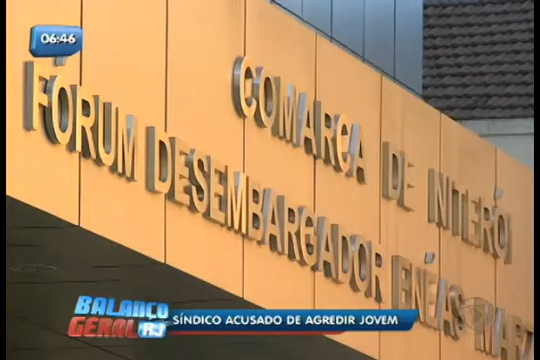 06:46
COMARCA DE NITERÓI
FÓRUM DESEMBARGADOR ENÉAS
BALANÇO
GERAL RJ
SÍNDICO ACUSADO DE AGREDIR JOVEM